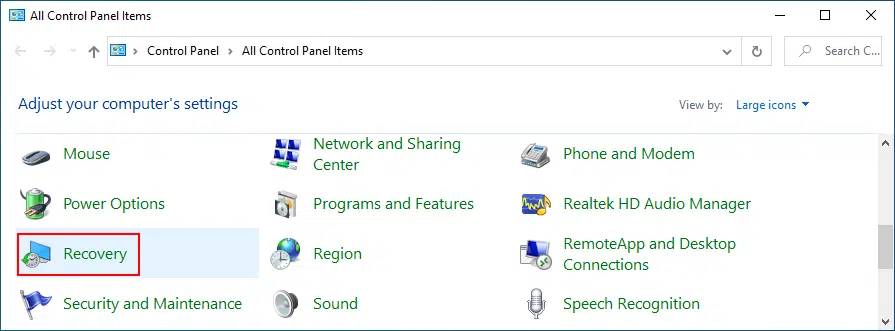 All Control Panel Items
Control Panel > All Control Panel Items
Search C...
Adjust your computer's settings
View by: Large icons
Mouse
Network and Sharing
Center
Phone and Modem
Power Options
Programs and Features
Realtek HD Audio Manager
Recovery
Region
RemoteApp and Desktop
Connections
Security and Maintenance
Sound
Speech Recognition